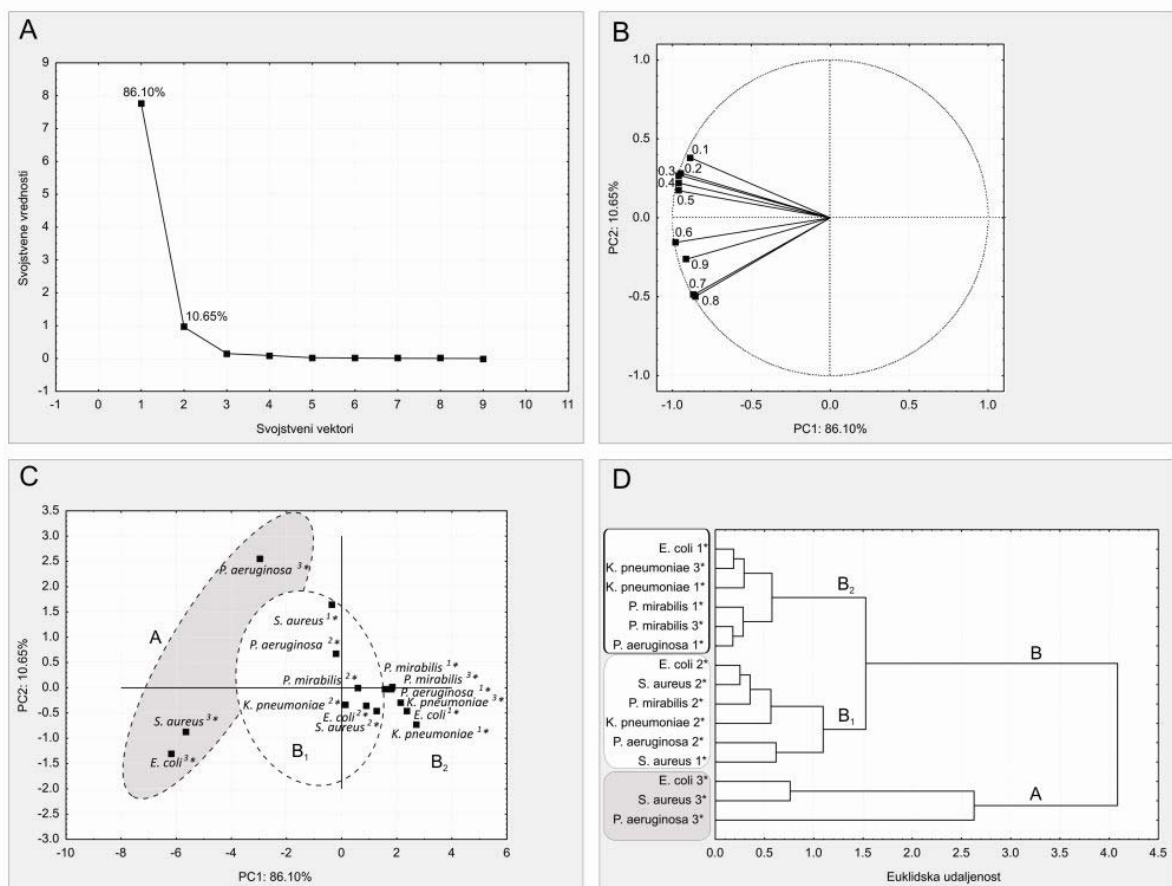 A
9
8
7
6
5
4
3
2
1
0
-1
86.10%
10.65%
-1 0 1 2 3 4 5 6 7 8 9 10 11
Svojstvene vrednosti
Svojstveni vektori
B
1.0
0.5
0.0
-0.5
-1.0
0.1
0.3 0.2
0.4
0.5
0.6
0.9
0.7
0.8
-1.0 -0.5 0.0 0.5 1.0
PC2: 10.65%
PC1: 86.10%
C
3.5
3.0
2.5
2.0
1.5
1.0
0.5
0.0
-0.5
-1.0
-1.5
-2.0
-2.5
-3.0
P. aeruginosa 3*
A
S. aureus 1*
P. aeruginosa 2*
P. mirabilis 1*
P. mirabilis 2* P. mirabilis 3*
P. aeruginosa 1*
K. pneumoniae 2* K. pneumoniae 3*
E. coli 2* E. coli 1*
S. aureus 3* S. aureus 2* K. pneumoniae 1*
E. coli 3*
B1 B2
-10 -8 -6 -4 -2 0 2 4 6
PC2: 10.65%
PC1: 86.10%
D
E. coli 1*
K. pneumoniae 3*
K. pneumoniae 1*
P. mirabilis 1*
P. mirabilis 3*
P. aeruginosa 1*
E. coli 2*
S. aureus 2*
P. mirabilis 2*
K. pneumoniae 2*
P. aeruginosa 2*
S. aureus 1*
E. coli 3*
S. aureus 3*
P. aeruginosa 3*
B2
B
B1
A
0.0 0.5 1.0 1.5 2.0 2.5 3.0 3.5 4.0 4.5
Euklidska udaljenost